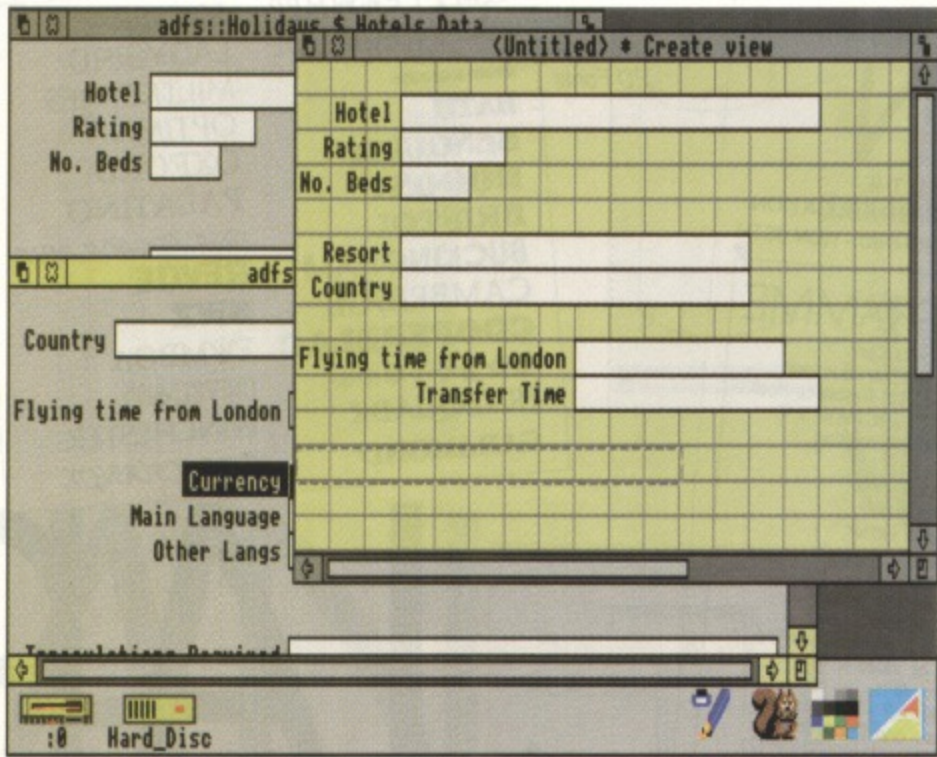 adfs::Holidays $ Hotels Data
<Untitled> * Create view
Hotel
Rating
No. Beds
Hotel
Rating
No. Beds
Resort
Country
Flying time from London
Transfer Time
adfs
Country
Flying time from London
Currency
Main Language
Other Langs
Required
:0
Hard_Disc